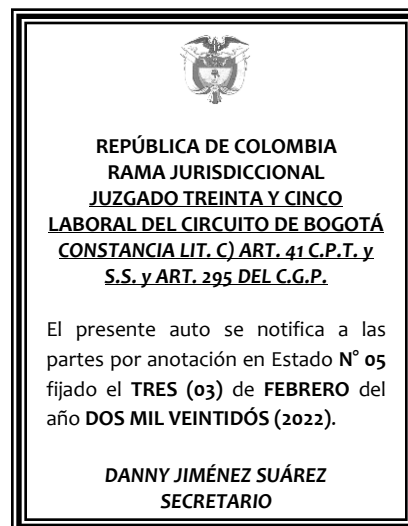 REPÚBLICA DE COLOMBIA
RAMA JURISDICCIONAL
JUZGADO TREINTA Y CINCO
LABORAL DEL CIRCUITO DE BOGOTÁ
CONSTANCIA LIT. C) ART. 41 C.P.T. y
S.S. y ART. 295 DEL C.G.P.
El presente auto se notifica a las
partes por anotación en Estado N° 05
fijado el TRES (03) de FEBRERO del
año DOS MIL VEINTIDÓS (2022).
DANNY JIMÉNEZ SUÁREZ
SECRETARIO